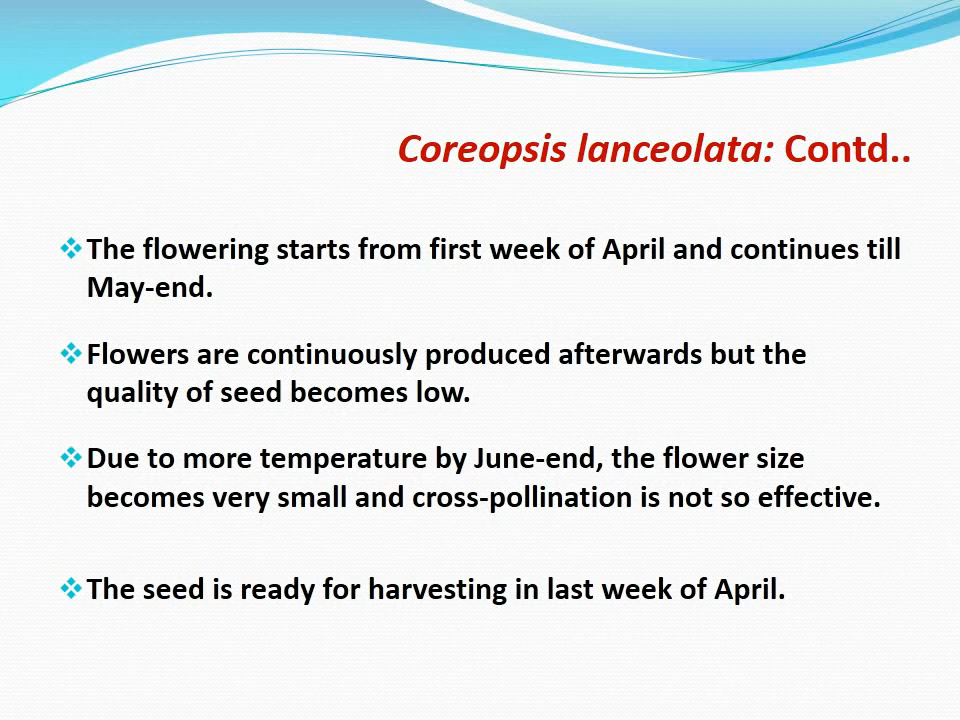 Coreopsis lanceolata: Contd..
The flowering starts from first week of April and continues till
May-end.
Flowers are continuously produced afterwards but the
quality of seed becomes low.
Due to more temperature by June-end, the flower size
becomes very small and cross-pollination is not so effective.
The seed is ready for harvesting in last week of April.